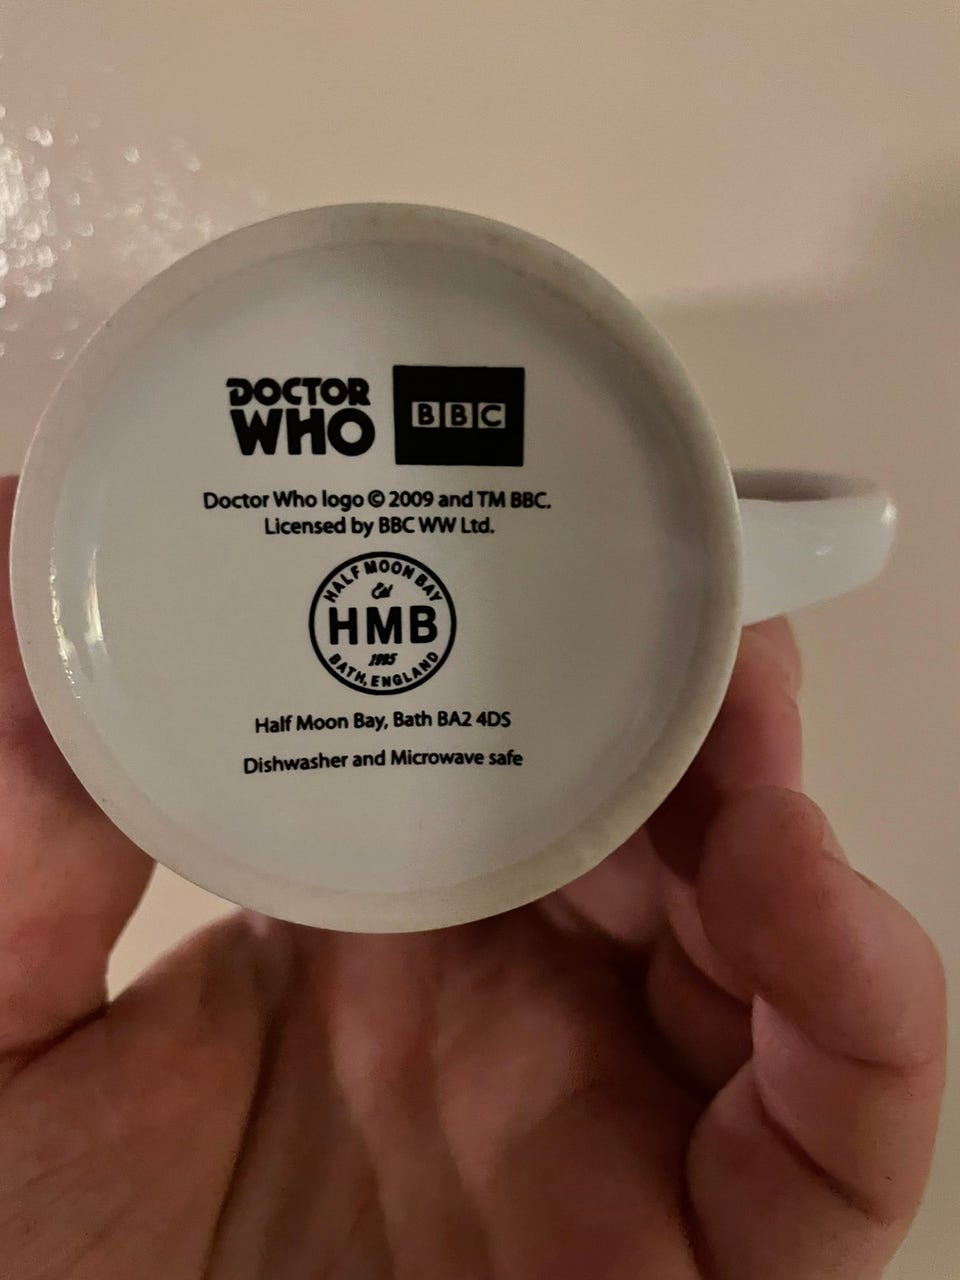 DOCTOR
WHO
BBC
Doctor Who logo © 2009 and TM BBC.
Licensed by BBC WW Ltd.
HALF MOON BAY
Est
HMB
1995
BATH, ENGLAND
Half Moon Bay, Bath BA2 4DS
Dishwasher and Microwave safe